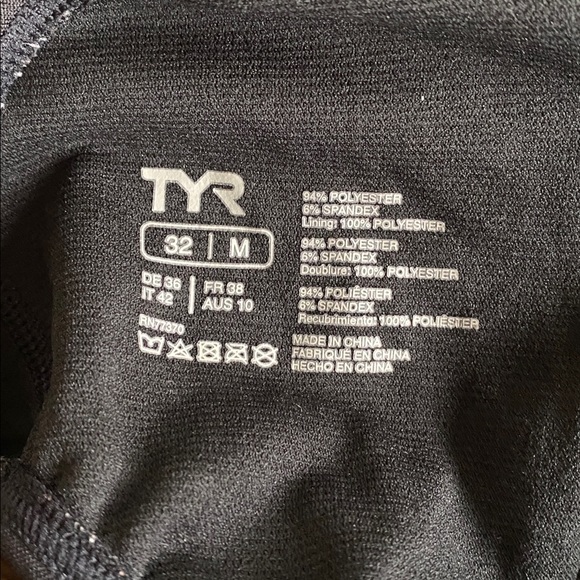 TYR
32 | M
DE 36 | FR 38
IT 42 | AUS 10
RN77370
94% POLYESTER
6% SPANDEX
Lining: 100% POLYESTER
94% POLYESTER
6% SPANDEX
Doublure: 100% POLYESTER
94% POLIÉSTER
6% SPANDEX
Recubrimiento: 100% POLIÉSTER
MADE IN CHINA
FABRIQUÉ EN CHINA
HECHO EN CHINA